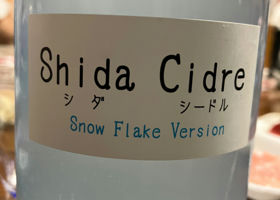 Shida Cidre
シダ シードル
Snow Flake Version